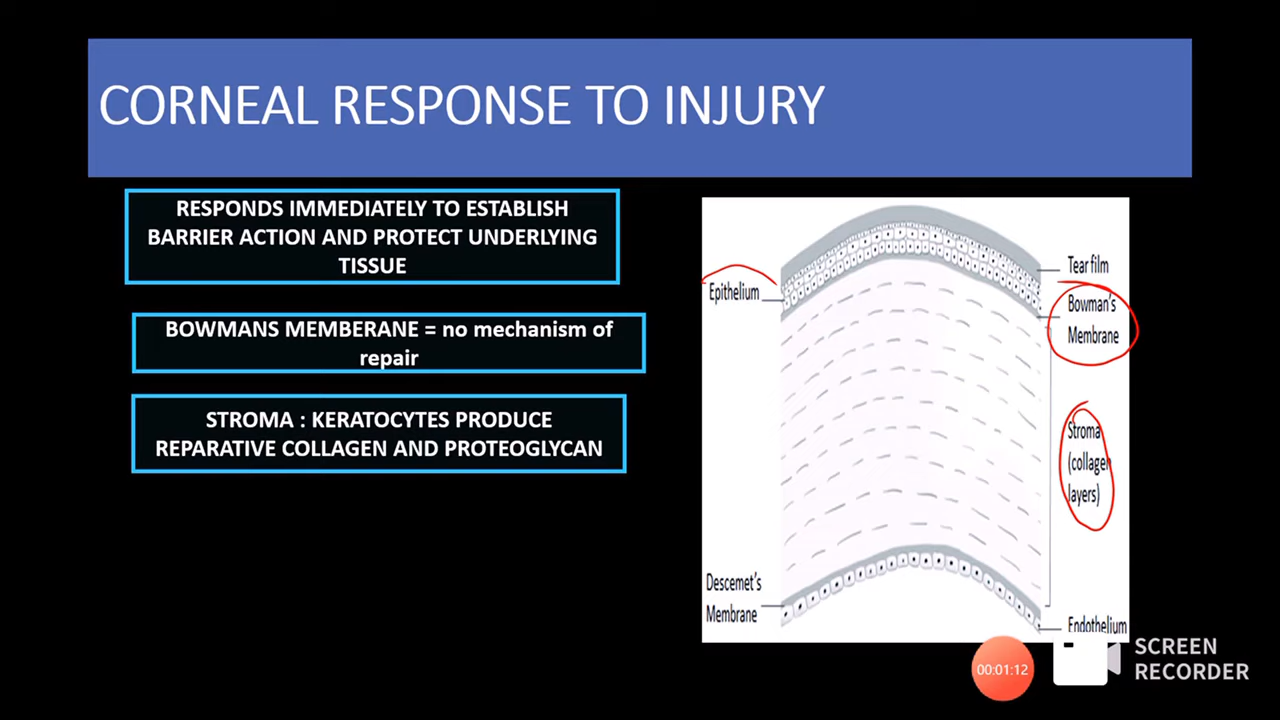 CORNEAL RESPONSE TO INJURY
RESPONDS IMMEDIATELY TO ESTABLISH
BARRIER ACTION AND PROTECT UNDERLYING
TISSUE
BOWMANS MEMBERANE = no mechanism of
repair
STROMA : KERATOCYTES PRODUCE
REPARATIVE COLLAGEN AND PROTEOGLYCAN
Epithelium
Tear film
Bowman's
Membrane
Stroma
(collagen
layers)
Descemet's
Membrane
Endothelium
00:01:12
SCREEN
RECORDER